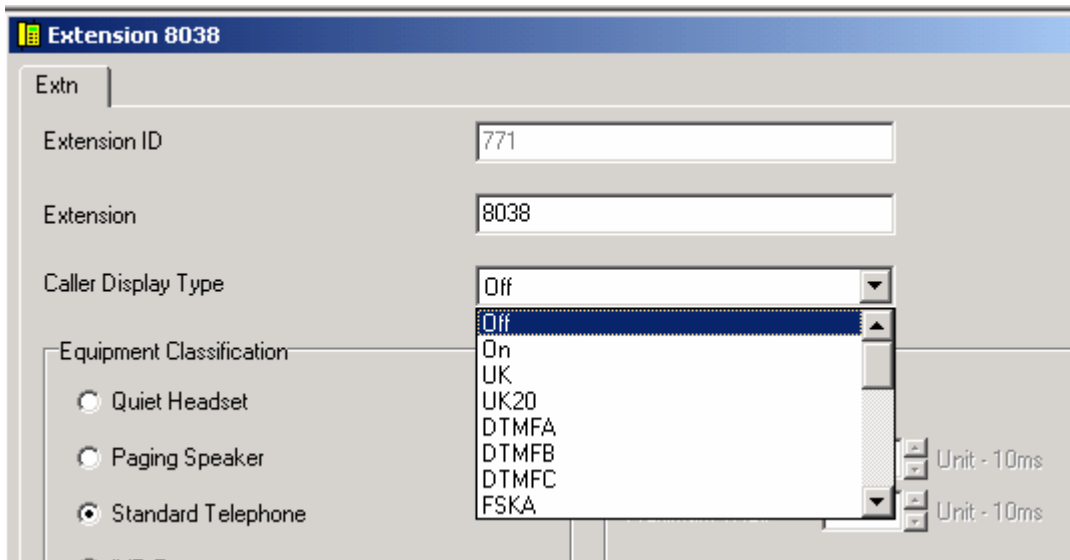 Extension 8038
Extn
Extension ID 771
Extension 8038
Caller Display Type Off
Off
On
Equipment Classification
UK
Quiet Headset
UK20
DTMFA
DTMFB
Paging Speaker Unit - 10ms
DTMFC
FSKA
Standard Telephone Unit - 10ms